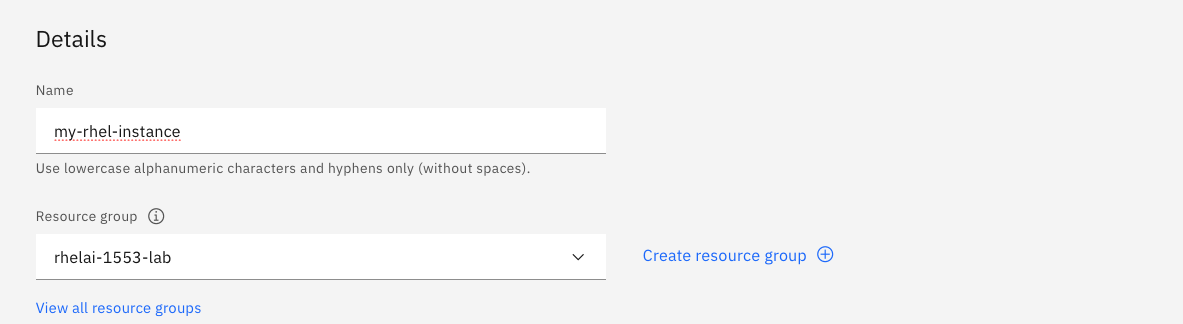 Details
Name
my-rhel-instance
Use lowercase alphanumeric characters and hyphens only (without spaces).
Resource group
rhelai-1553-lab
Create resource group
View all resource groups